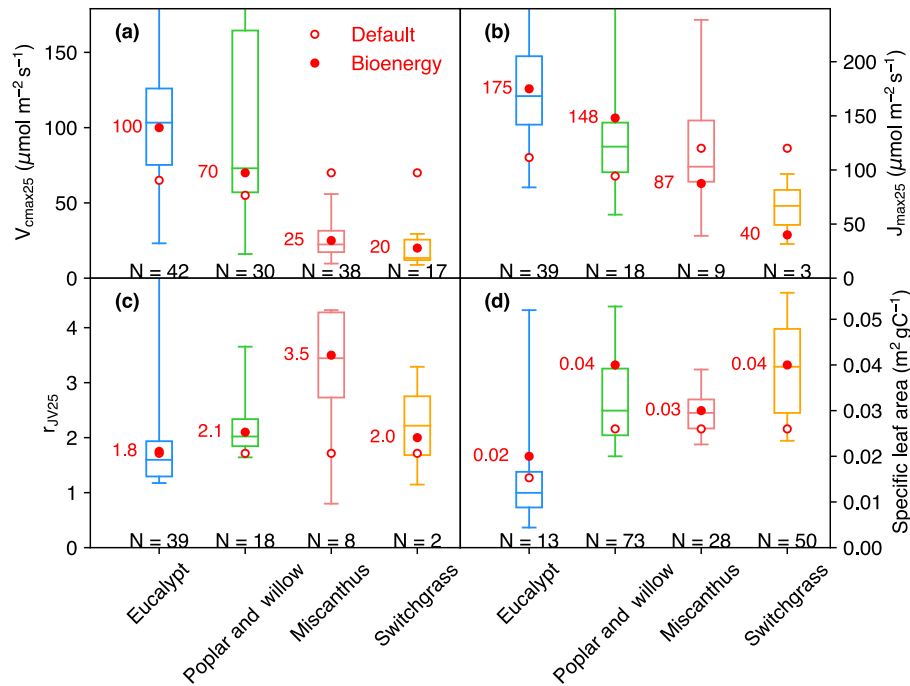 (a)
Default
Bioenergy
150
100
50
0
V_cmax25 (μmol m⁻² s⁻¹)
100
70
25
20
N = 42
N = 30
N = 38
N = 17
(b)
200
150
100
50
0
J_max25 (μmol m⁻² s⁻¹)
175
148
87
40
N = 39
N = 18
N = 9
N = 3
(c)
4
3
2
1
0
r_JV25
1.8
2.1
3.5
2.0
N = 39
N = 18
N = 8
N = 2
(d)
0.05
0.04
0.03
0.02
0.01
0.00
Specific leaf area (m² gC⁻¹)
0.02
0.04
0.03
0.04
N = 13
N = 73
N = 28
N = 50
Eucalypt
Poplar and willow
Miscanthus
Switchgrass
Eucalypt
Poplar and willow
Miscanthus
Switchgrass